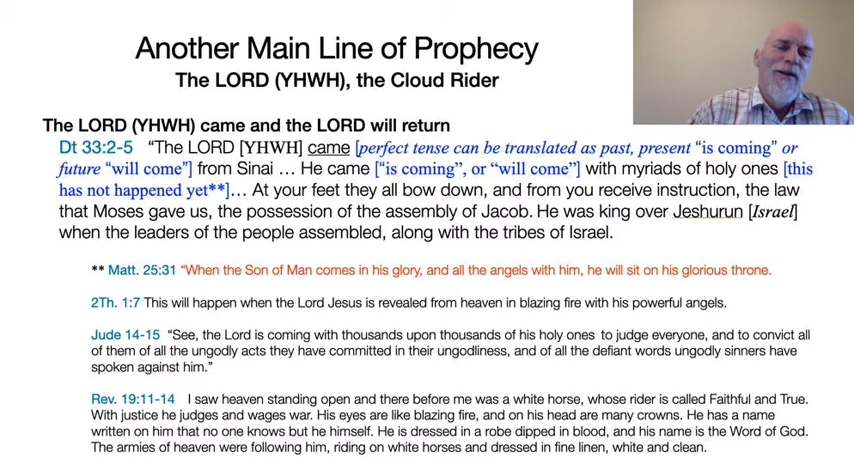 Another Main Line of Prophecy
The LORD (YHWH), the Cloud Rider
The LORD (YHWH) came and the LORD will return
Dt 33:2-5 “The LORD [YHWH] came [perfect tense can be translated as past, present “is coming” or
future “will come”] from Sinai … He came [“is coming”, or “will come”] with myriads of holy ones [this
has not happened yet**]… At your feet they all bow down, and from you receive instruction, the law
that Moses gave us, the possession of the assembly of Jacob. He was king over Jeshurun [Israel]
when the leaders of the people assembled, along with the tribes of Israel.
** Matt. 25:31 “When the Son of Man comes in his glory, and all the angels with him, he will sit on his glorious throne.
2Th. 1:7 This will happen when the Lord Jesus is revealed from heaven in blazing fire with his powerful angels.
Jude 14-15 “See, the Lord is coming with thousands upon thousands of his holy ones to judge everyone, and to convict all
of them of all the ungodly acts they have committed in their ungodliness, and of all the defiant words ungodly sinners have
spoken against him.”
Rev. 19:11-14 I saw heaven standing open and there before me was a white horse, whose rider is called Faithful and True.
With justice he judges and wages war. His eyes are like blazing fire, and on his head are many crowns. He has a name
written on him that no one knows but he himself. He is dressed in a robe dipped in blood, and his name is the Word of God.
The armies of heaven were following him, riding on white horses and dressed in fine linen, white and clean.